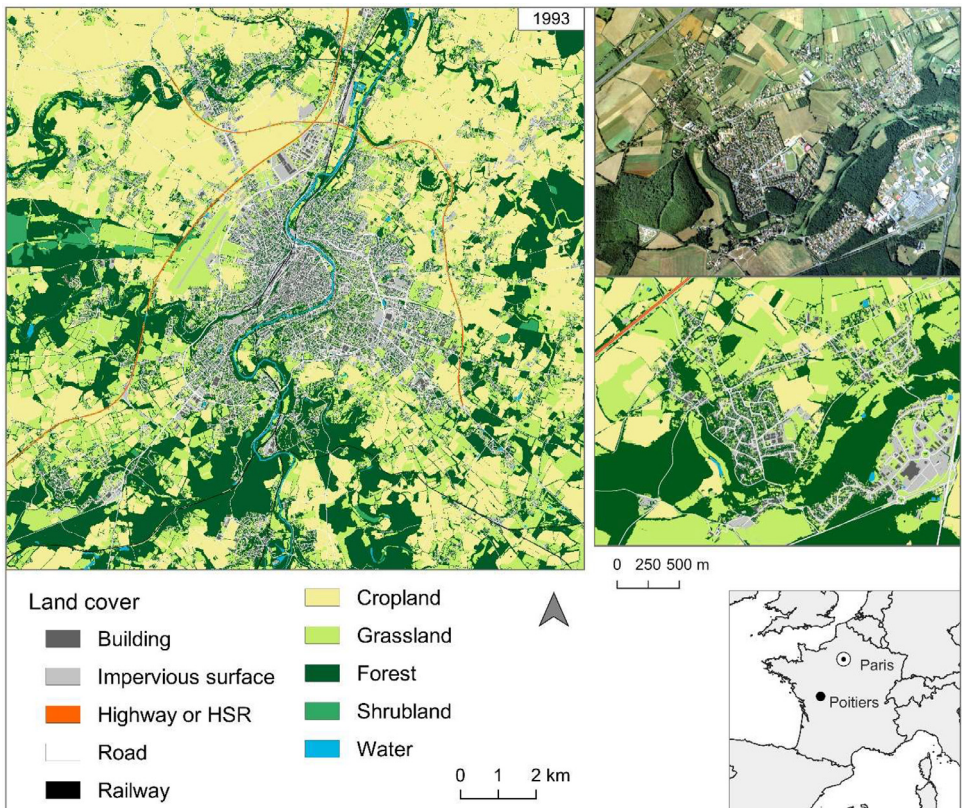 1993
0 250 500 m
Land cover
Building
Impervious surface
Highway or HSR
Road
Railway
Cropland
Grassland
Forest
Shrubland
Water
0 1 2 km
Paris
Poitiers